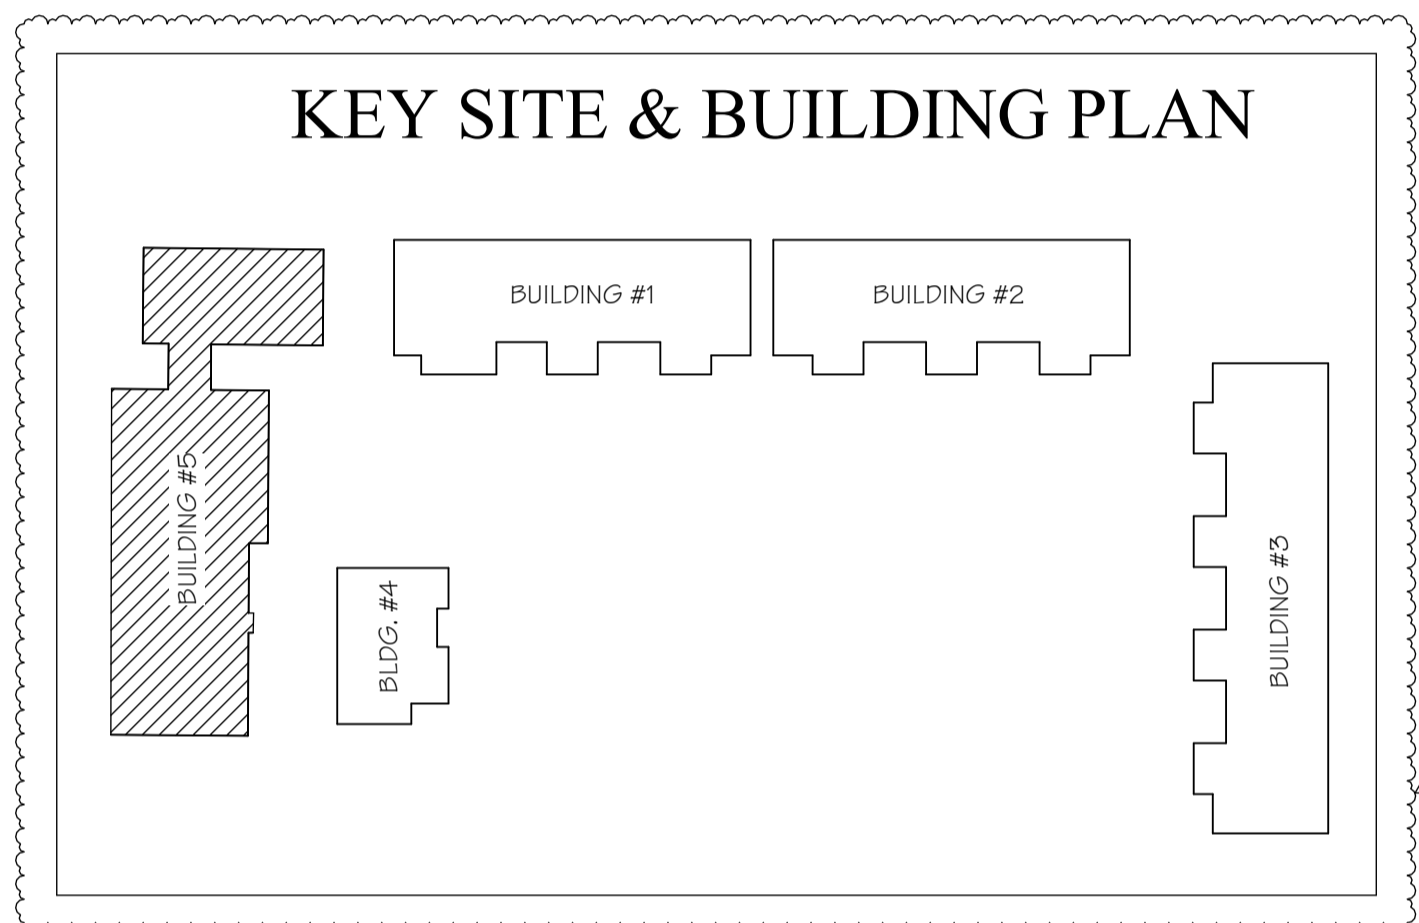 KEY SITE & BUILDING PLAN
BUILDING #1
BUILDING #2
BUILDING #5
BLDG. #4
BUILDING #3